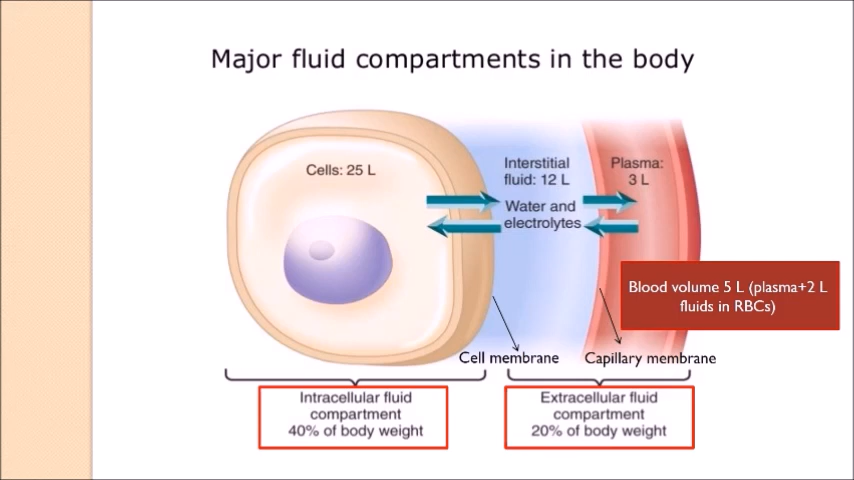 Major fluid compartments in the body
Cells: 25 L
Interstitial
fluid: 12 L
Plasma:
3 L
Water and
electrolytes
Blood volume 5 L (plasma+2 L
fluids in RBCs)
Cell membrane
Capillary membrane
Intracellular fluid
compartment
40% of body weight
Extracellular fluid
compartment
20% of body weight